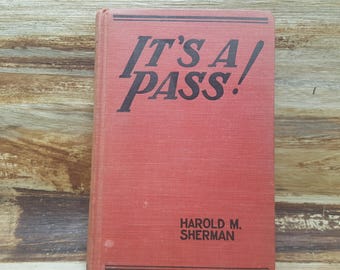 IT'S A
PASS!
HAROLD M.
SHERMAN